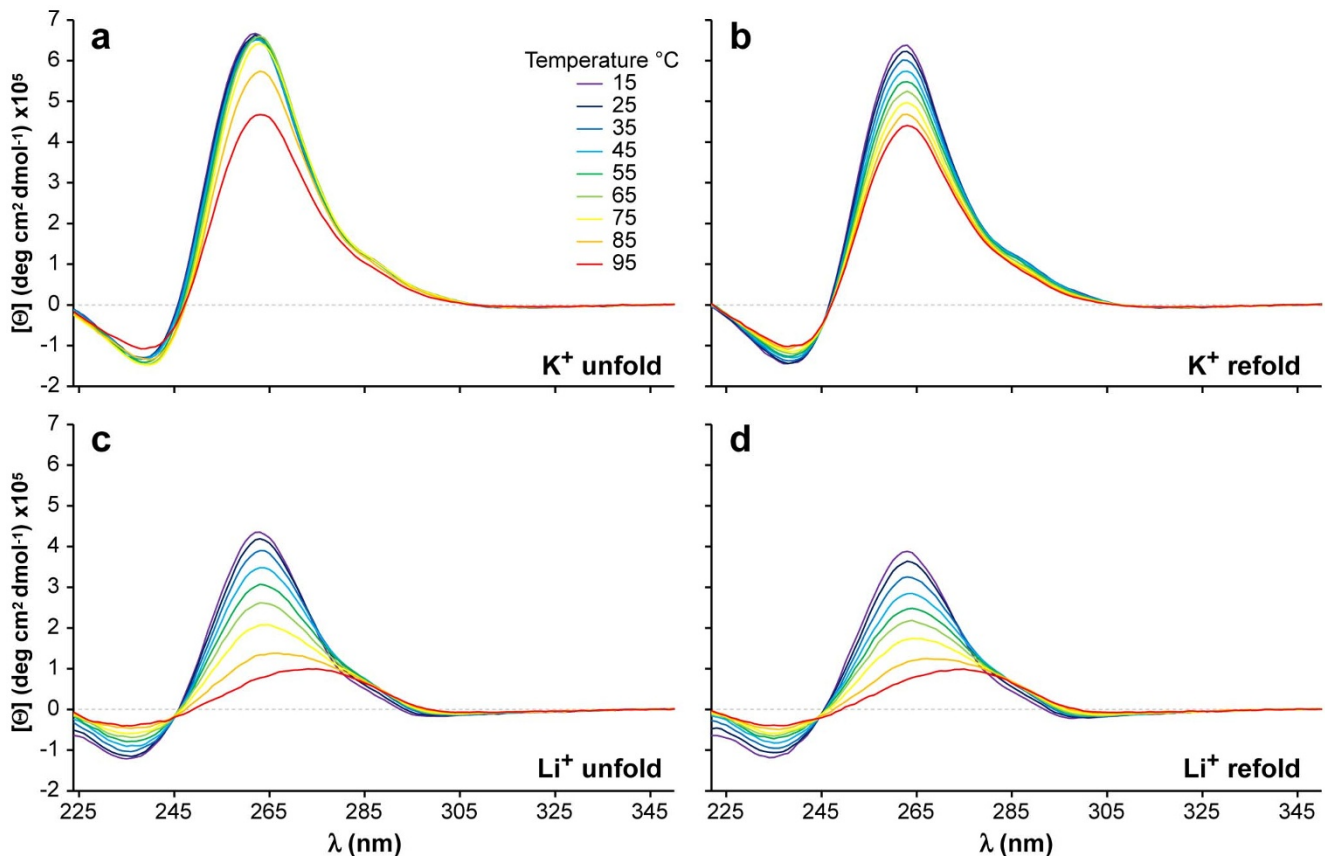 a
7
6
5
4
3
2
1
0
-1
-2
[Θ] (deg cm² dmol⁻¹) x10⁵
Temperature °C
15
25
35
45
55
65
75
85
95
K⁺ unfold
b
K⁺ refold
c
7
6
5
4
3
2
1
0
-1
-2
[Θ] (deg cm² dmol⁻¹) x10⁵
Li⁺ unfold
225 245 265 285 305 325 345
λ (nm)
d
Li⁺ refold
225 245 265 285 305 325 345
λ (nm)